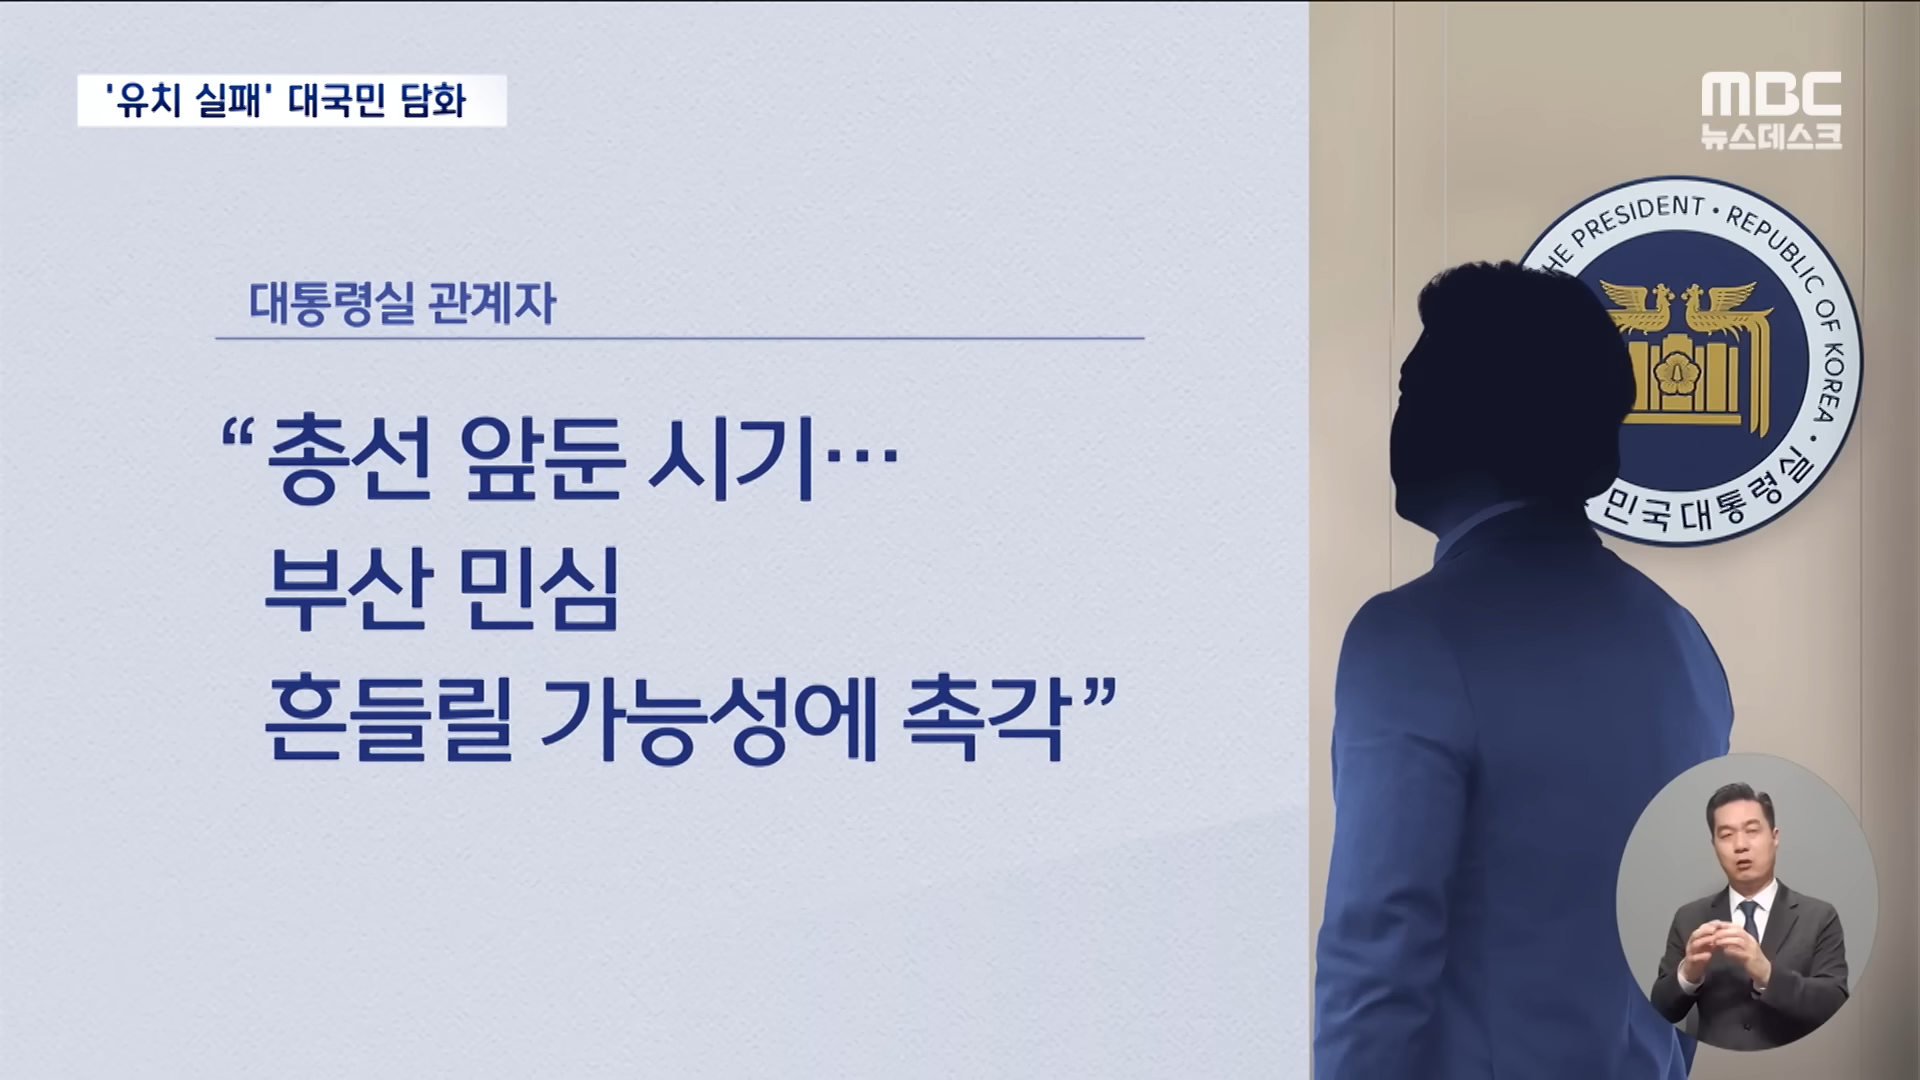 '유치 실패' 대국민 담화
MBC
뉴스데스크
대통령실 관계자
“총선 앞둔 시기…
부산 민심
흔들릴 가능성에 촉각”
HE PRESIDENT • REPUBLIC OF KOREA •
민국대통령실